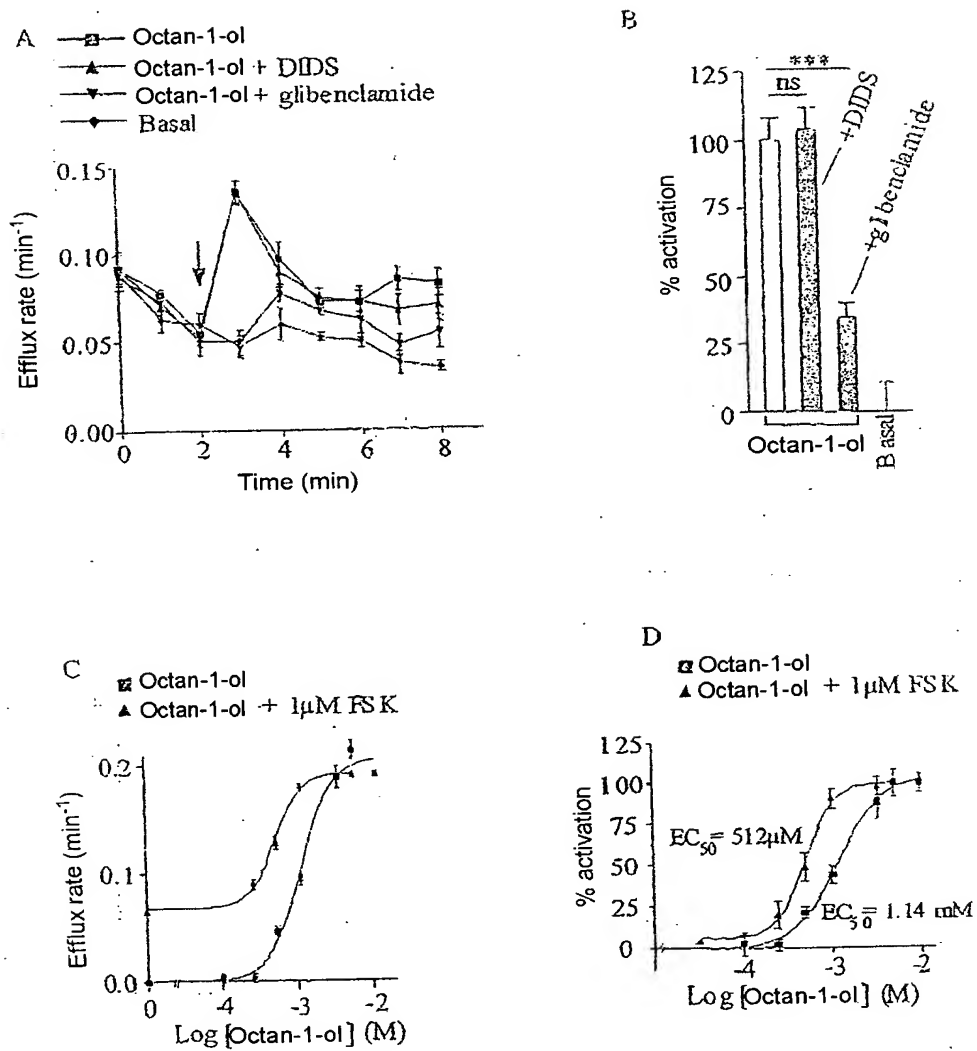 A
Octan-1-ol
Octan-1-ol + DIDS
Octan-1-ol + glibenclamide
Basal
0.15
0.10
0.05
0.00
Efflux rate (min⁻¹)
0 2 4 6 8
Time (min)
B
125
100
75
50
25
0
% activation
***
ns
+DIDS
+glibenclamide
Octan-1-ol
Basal
C
Octan-1-ol
Octan-1-ol + 1µM FSK
0.2
0.1
0.0
Efflux rate (min⁻¹)
0 -4 -3 -2
Log [Octan-1-ol] (M)
D
Octan-1-ol
Octan-1-ol + 1µM FSK
125
100
75
50
25
0
% activation
EC₅₀= 512µM
EC₅₀= 1.14 mM
-4 -3 -2
Log [Octan-1-ol] (M)